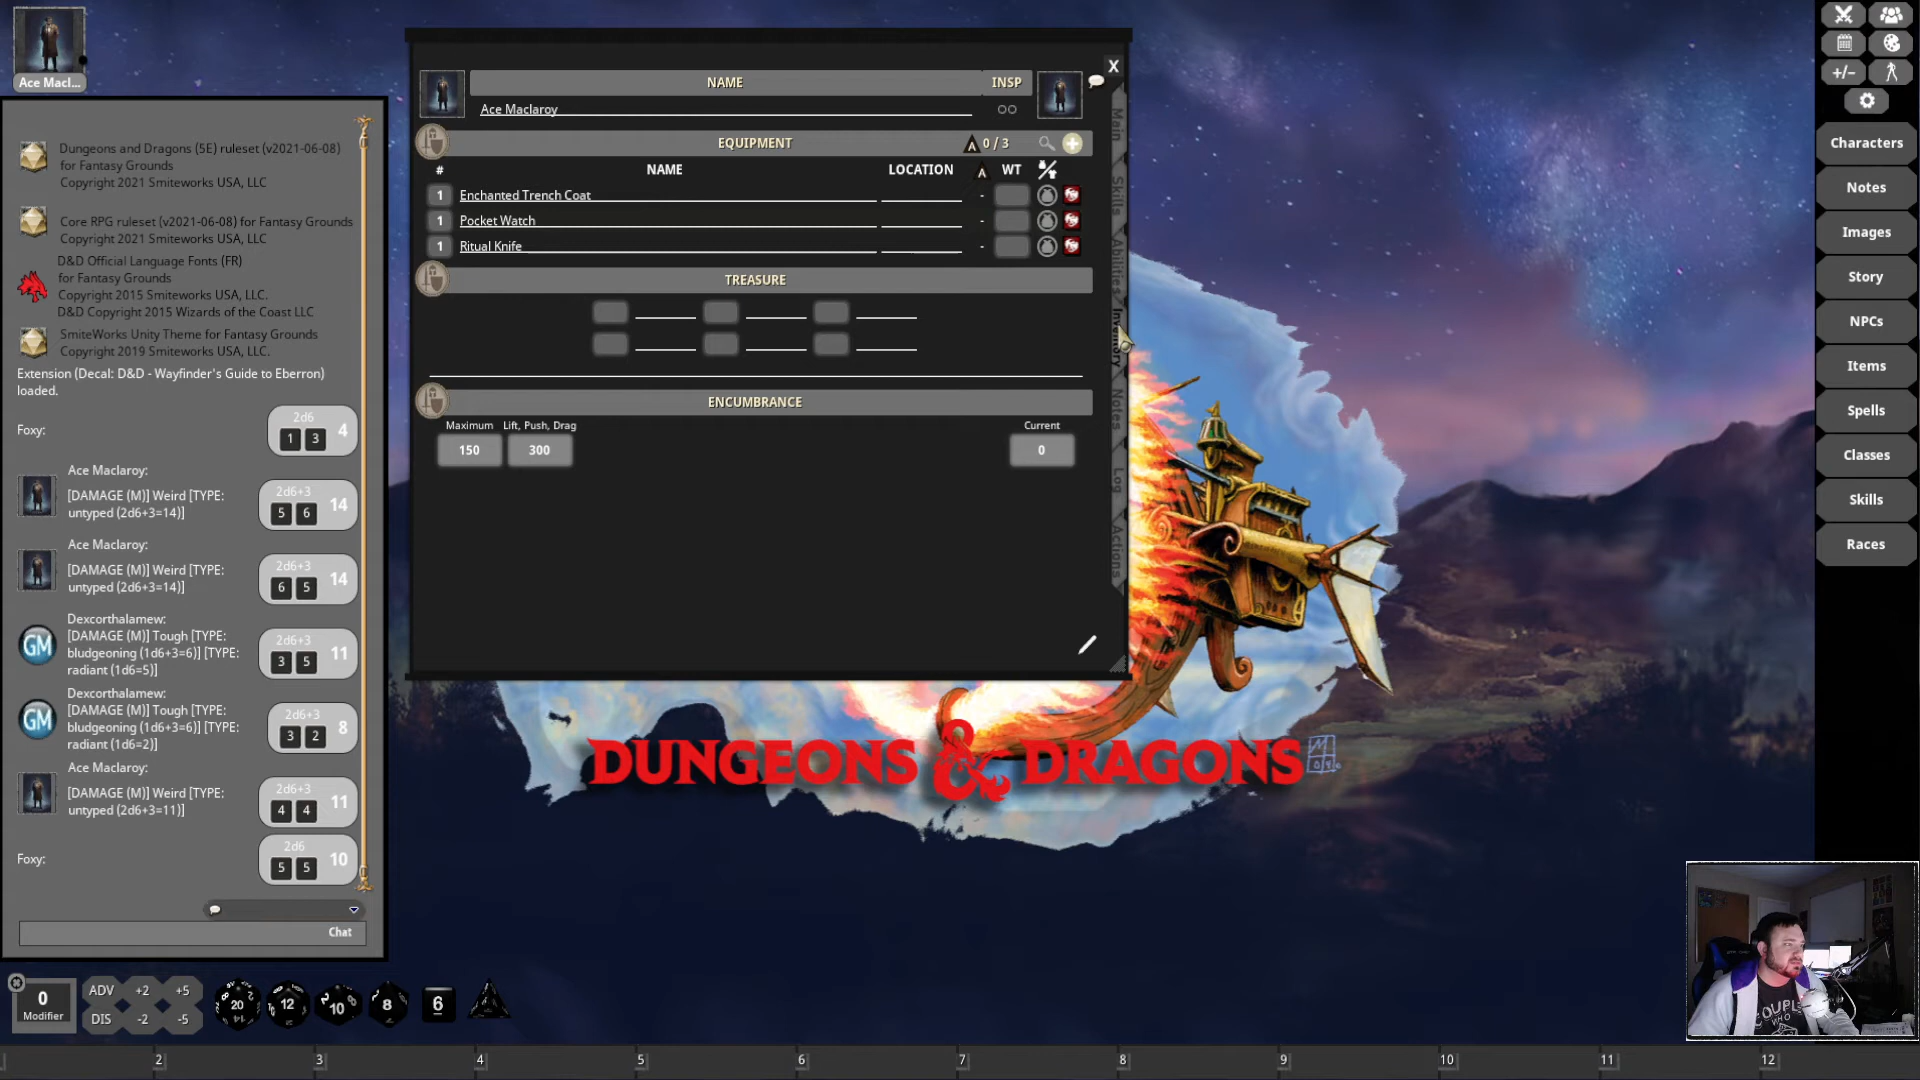 Ace Macl...
Dungeons and Dragons (5E) ruleset (v2021-06-08)
for Fantasy Grounds
Copyright 2021 Smiteworks USA, LLC
Core RPG ruleset (v2021-06-08) for Fantasy Grounds
Copyright 2021 Smiteworks USA, LLC
D&D Official Language Fonts (FR)
for Fantasy Grounds
Copyright 2015 Smiteworks USA, LLC.
D&D Copyright 2015 Wizards of the Coast LLC
SmiteWorks Unity Theme for Fantasy Grounds
Copyright 2019 Smiteworks USA, LLC.
Extension (Decal: D&D - Wayfinder's Guide to Eberron)
loaded.
Foxy:
2d6
1 3 4
Ace Maclaroy:
[DAMAGE (M)] Weird [TYPE:
untyped (2d6+3=14)]
2d6+3
5 6 14
Ace Maclaroy:
[DAMAGE (M)] Weird [TYPE:
untyped (2d6+3=14)]
2d6+3
6 5 14
GM
Dexcorthalamew:
[DAMAGE (M)] Tough [TYPE:
bludgeoning (1d6+3=6)] [TYPE:
radiant (1d6=5)]
2d6+3
3 5 11
GM
Dexcorthalamew:
[DAMAGE (M)] Tough [TYPE:
bludgeoning (1d6+3=6)] [TYPE:
radiant (1d6=2)]
2d6+3
3 2 8
Ace Maclaroy:
[DAMAGE (M)] Weird [TYPE:
untyped (2d6+3=11)]
2d6+3
4 4 11
Foxy:
2d6
5 5 10
Chat
0
Modifier
ADV +2 +5
DIS -2 -5
20 12 10 8 6
NAME INSP
Ace Maclaroy
X
EQUIPMENT 0 / 3
# NAME LOCATION WT
1 Enchanted Trench Coat -
1 Pocket Watch -
1 Ritual Knife -
TREASURE
ENCUMBRANCE
Maximum Lift, Push, Drag Current
150 300 0
Main
Skills
Abilities
Inventory
Notes
Log
Actions
DUNGEONS & DRAGONS
+/-
Characters
Notes
Images
Story
NPCs
Items
Spells
Classes
Skills
Races
2 3 4 5 6 7 8 9 10 11 12